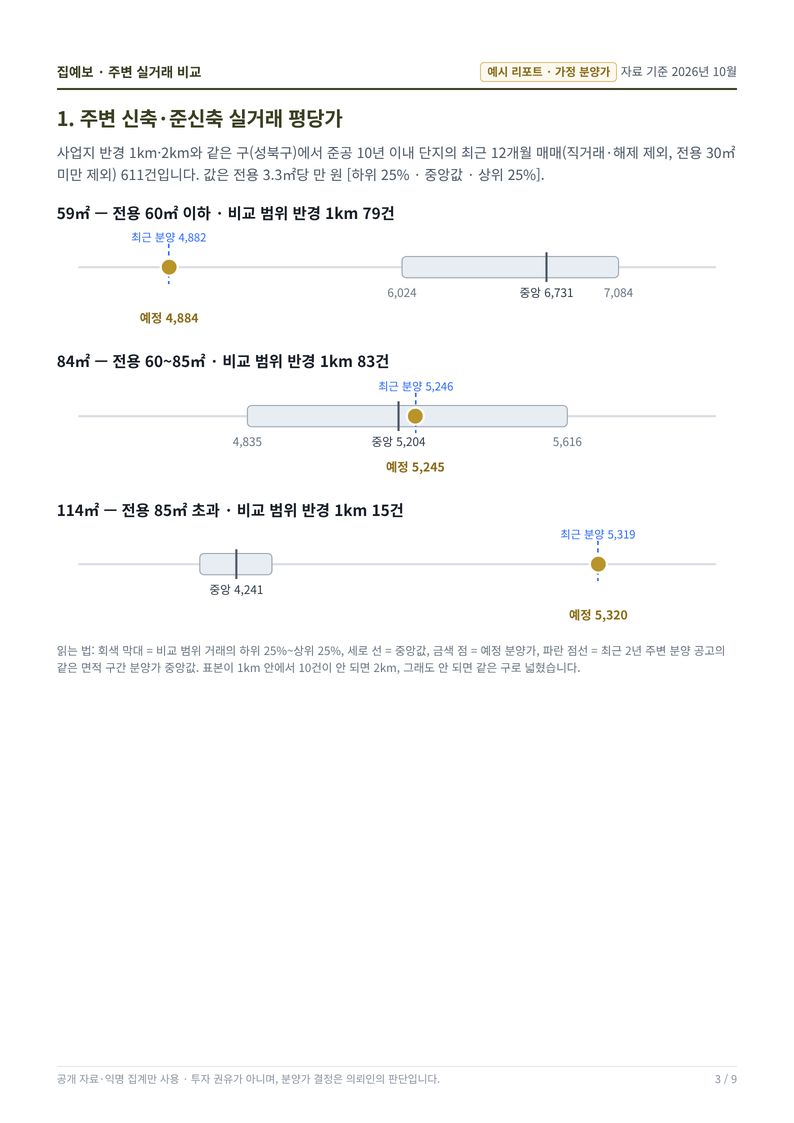 집예보 · 주변 실거래 비교
예시 리포트 · 가정 분양가 자료 기준 2026년 10월
1. 주변 신축·준신축 실거래 평당가
사업지 반경 1km·2km와 같은 구(성북구)에서 준공 10년 이내 단지의 최근 12개월 매매(직거래·해제 제외, 전용 30㎡
미만 제외) 611건입니다. 값은 전용 3.3㎡당 만 원 [하위 25% · 중앙값 · 상위 25%].
59㎡ — 전용 60㎡ 이하 · 비교 범위 반경 1km 79건
최근 분양 4,882
6,024 중앙 6,731 7,084
예정 4,884
84㎡ — 전용 60~85㎡ · 비교 범위 반경 1km 83건
최근 분양 5,246
4,835 중앙 5,204 5,616
예정 5,245
114㎡ — 전용 85㎡ 초과 · 비교 범위 반경 1km 15건
최근 분양 5,319
중앙 4,241
예정 5,320
읽는 법: 회색 막대 = 비교 범위 거래의 하위 25%~상위 25%, 세로 선 = 중앙값, 금색 점 = 예정 분양가, 파란 점선 = 최근 2년 주변 분양 공고의
같은 면적 구간 분양가 중앙값. 표본이 1km 안에서 10건이 안 되면 2km, 그래도 안 되면 같은 구로 넓혔습니다.
공개 자료·익명 집계만 사용 · 투자 권유가 아니며, 분양가 결정은 의뢰인의 판단입니다.
3 / 9